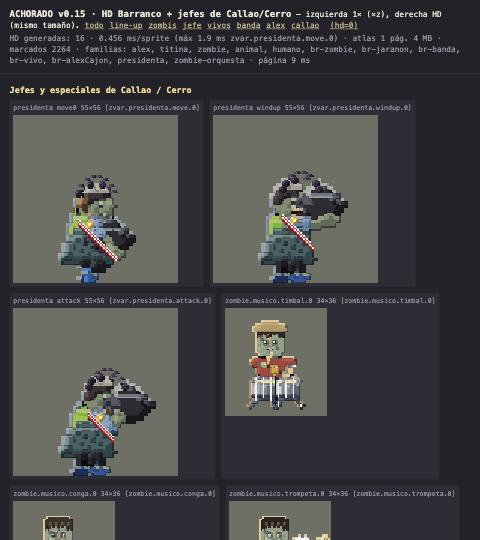 ACHORADO v0.15 · HD Barranco + jefes de Callao/Cerro — izquierda 1× (×z), derecha HD
(mismo tamaño). todo line-up zombis jefe vivos banda alex callao (hd=0)
HD generadas: 16 · 0.456 ms/sprite (máx 1.9 ms zvar.presidenta.move.0) · atlas 1 pág. 4 MB ·
marcados 2264 · familias: alex, titina, zombie, animal, humano, br-zombie, br-jaranon, br-banda,
br-vivo, br-alexCajon, presidenta, zombie-orquesta · página 9 ms
Jefes y especiales de Callao / Cerro
presidenta move0 55×56 [zvar.presidenta.move.0]
presidenta windup 55×56 [zvar.presidenta.windup.0]
presidenta attack 55×56 [zvar.presidenta.attack.0]
zombie.musico.timbal.0 34×36 [zombie.musico.timbal.0]
zombie.musico.conga.0 34×36 [zombie.musico.conga.0]
zombie.musico.trompeta.0 34×36 [zombie.musico.trompeta.0]